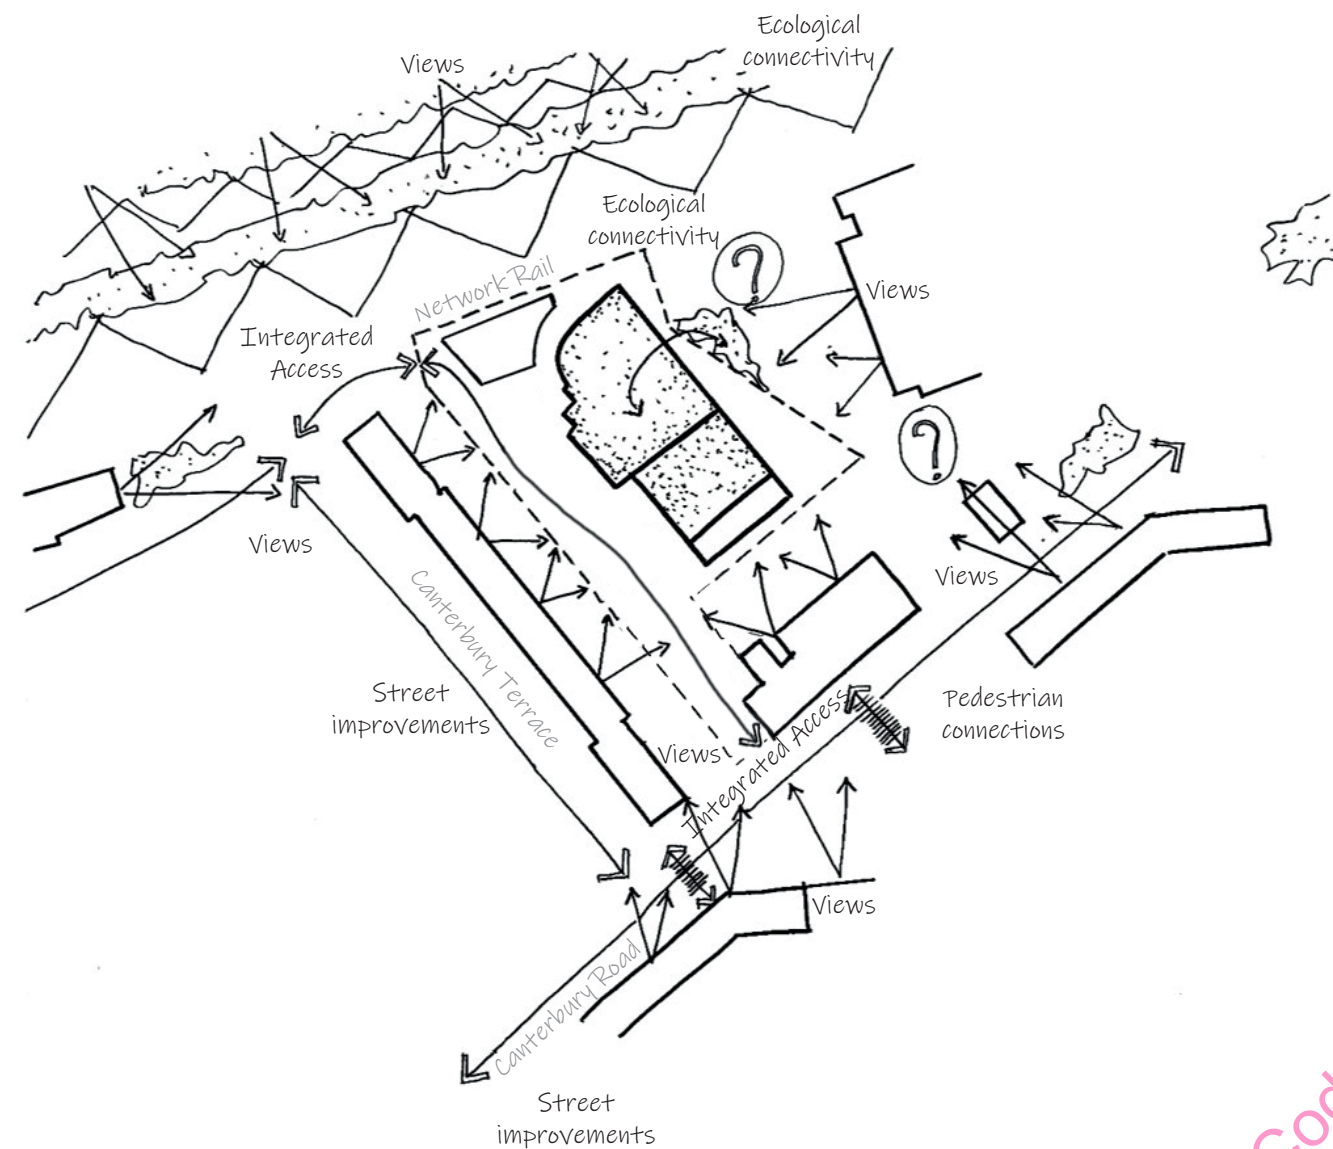 Ecological
connectivity
Views
Ecological
connectivity
?
Network Rail
Views
Integrated
Access
?
Views
Views
Canterbury Terrace
Street
improvements
Pedestrian
connections
Views
Integrated Access
Views
Canterbury Road
Street
improvements